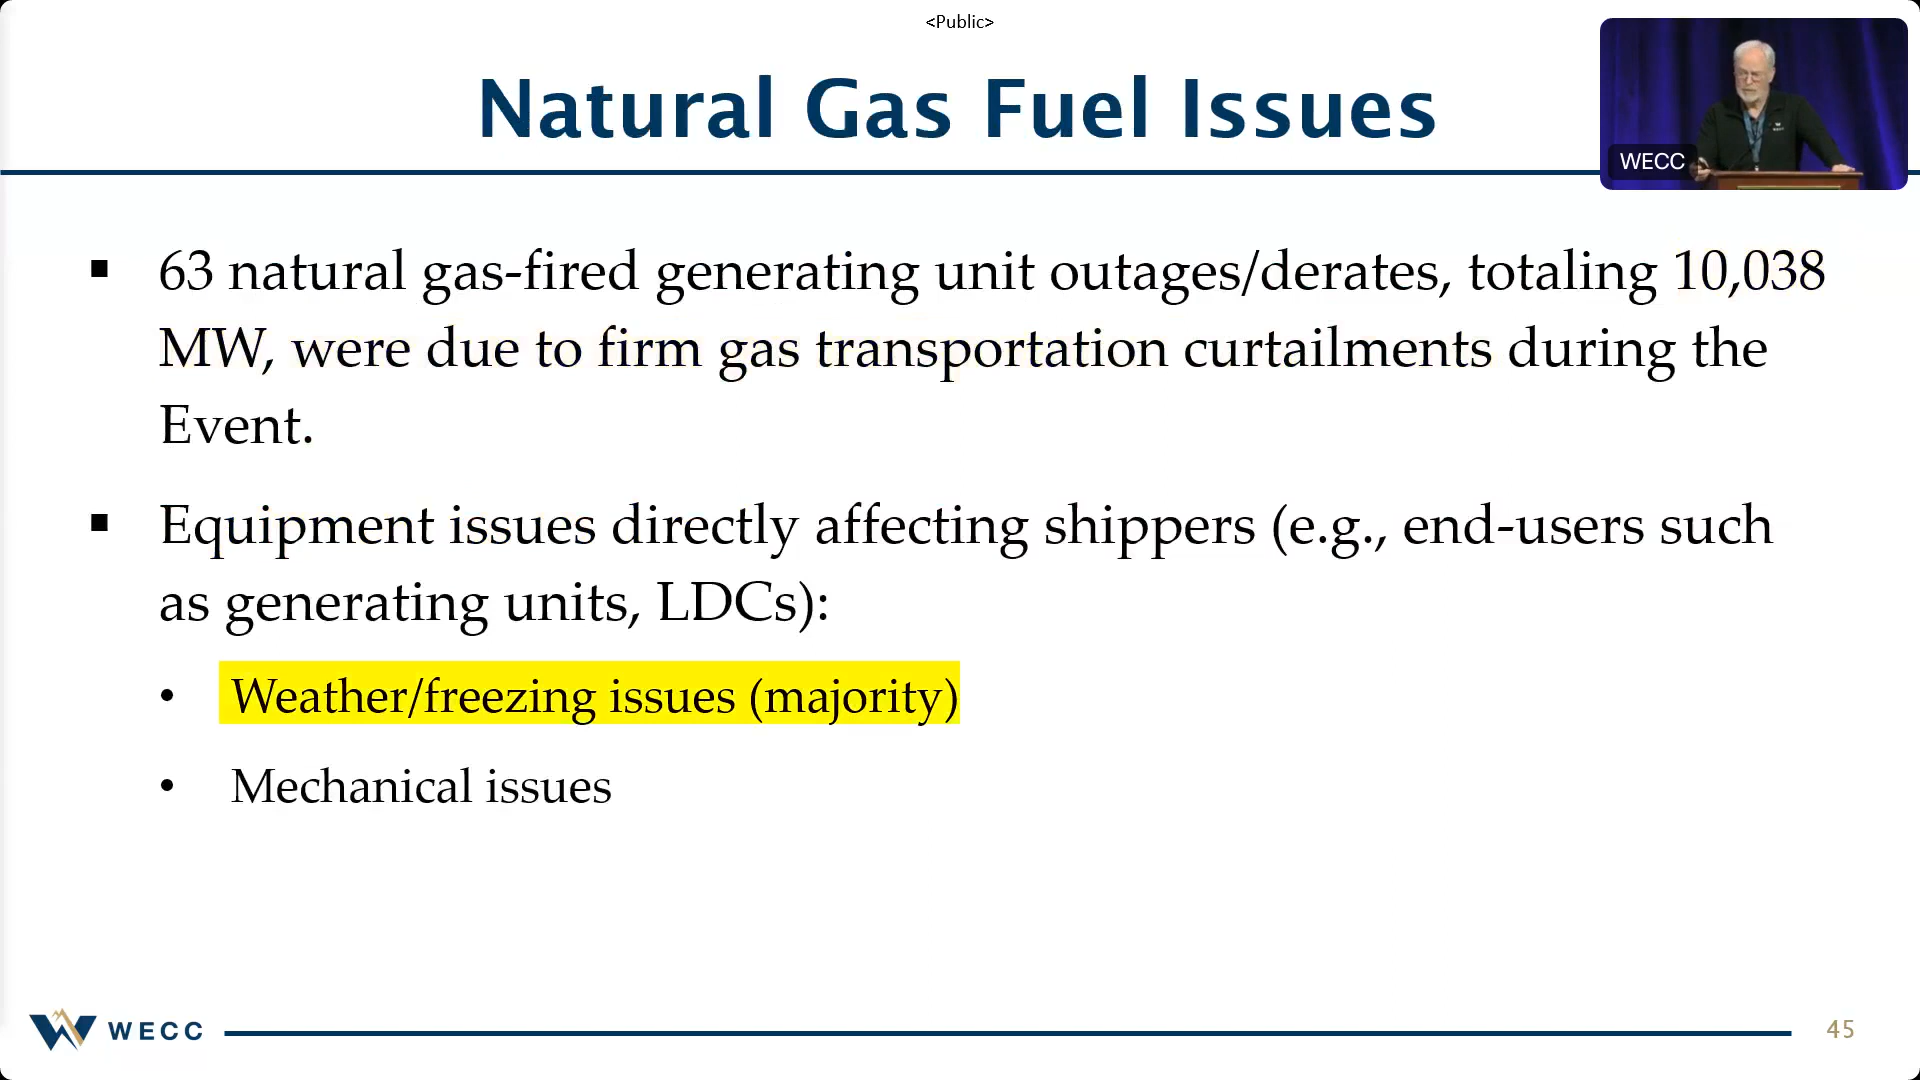 <Public>
Natural Gas Fuel Issues
WECC
▪ 63 natural gas-fired generating unit outages/derates, totaling 10,038
MW, were due to firm gas transportation curtailments during the
Event.
▪ Equipment issues directly affecting shippers (e.g., end-users such
as generating units, LDCs):
• Weather/freezing issues (majority)
• Mechanical issues
WECC
45